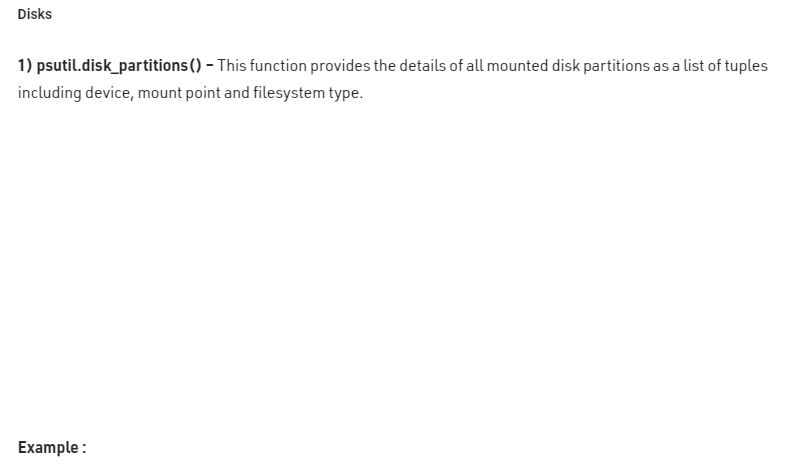 Disks
1) psutil.disk_partitions() – This function provides the details of all mounted disk partitions as a list of tuples
including device, mount point and filesystem type.
Example :